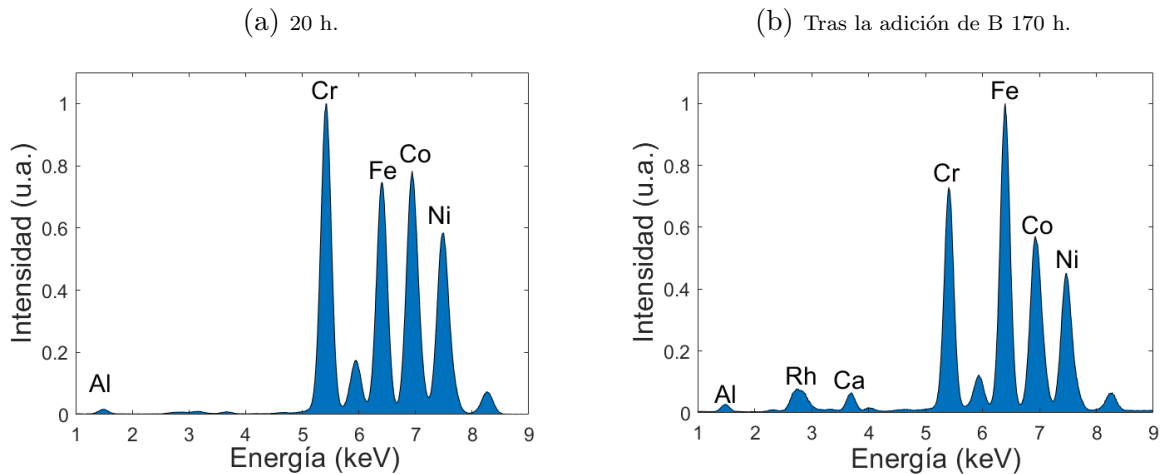 (a) 20 h.
Cr
Fe
Co
Ni
Al
Intensidad (u.a.)
1
0.8
0.6
0.4
0.2
0
1 2 3 4 5 6 7 8 9
Energía (keV)
(b) Tras la adición de B 170 h.
Fe
Cr
Co
Ni
Al
Rh
Ca
Intensidad (u.a.)
1
0.8
0.6
0.4
0.2
0
1 2 3 4 5 6 7 8 9
Energía (keV)